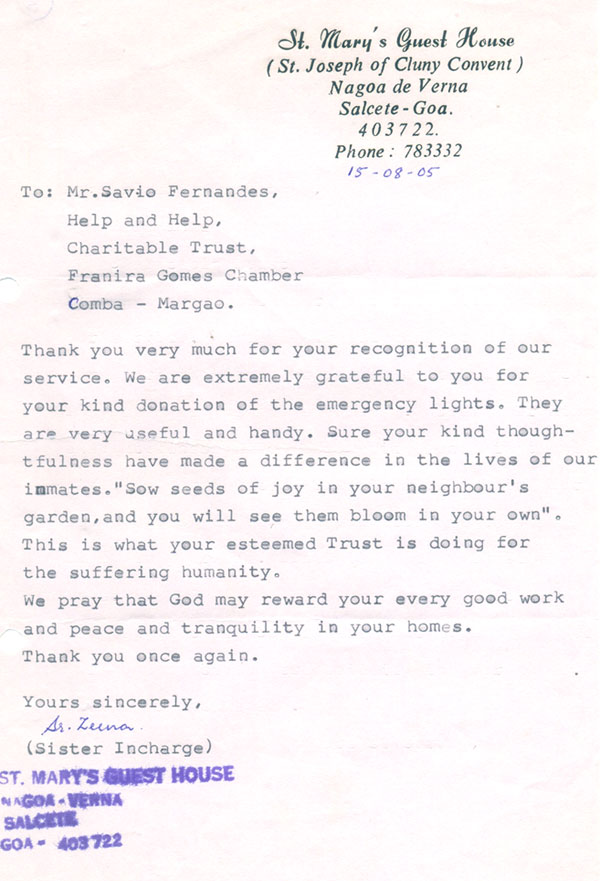 St. Mary's Guest House
( St. Joseph of Cluny Convent )
Nagoa de Verna
Salcete - Goa.
403722.
Phone : 783332
15-08-05
To: Mr.Savio Fernandes,
Help and Help,
Charitable Trust,
Franira Gomes Chamber
Comba - Margao.
Thank you very much for your recognition of our
service. We are extremely grateful to you for
your kind donation of the emergency lights. They
are very useful and handy. Sure your kind though-
tfulness have made a difference in the lives of our
inmates."Sow seeds of joy in your neighbour's
garden,and you will see them bloom in your own".
This is what your esteemed Trust is doing for
the suffering humanity.
We pray that God may reward your every good work
and peace and tranquility in your homes.
Thank you once again.
Yours sincerely,
Sr. Zeena.
(Sister Incharge)
ST. MARY'S GUEST HOUSE
NAGOA - VERNA
SALCETE
GOA - 403 722